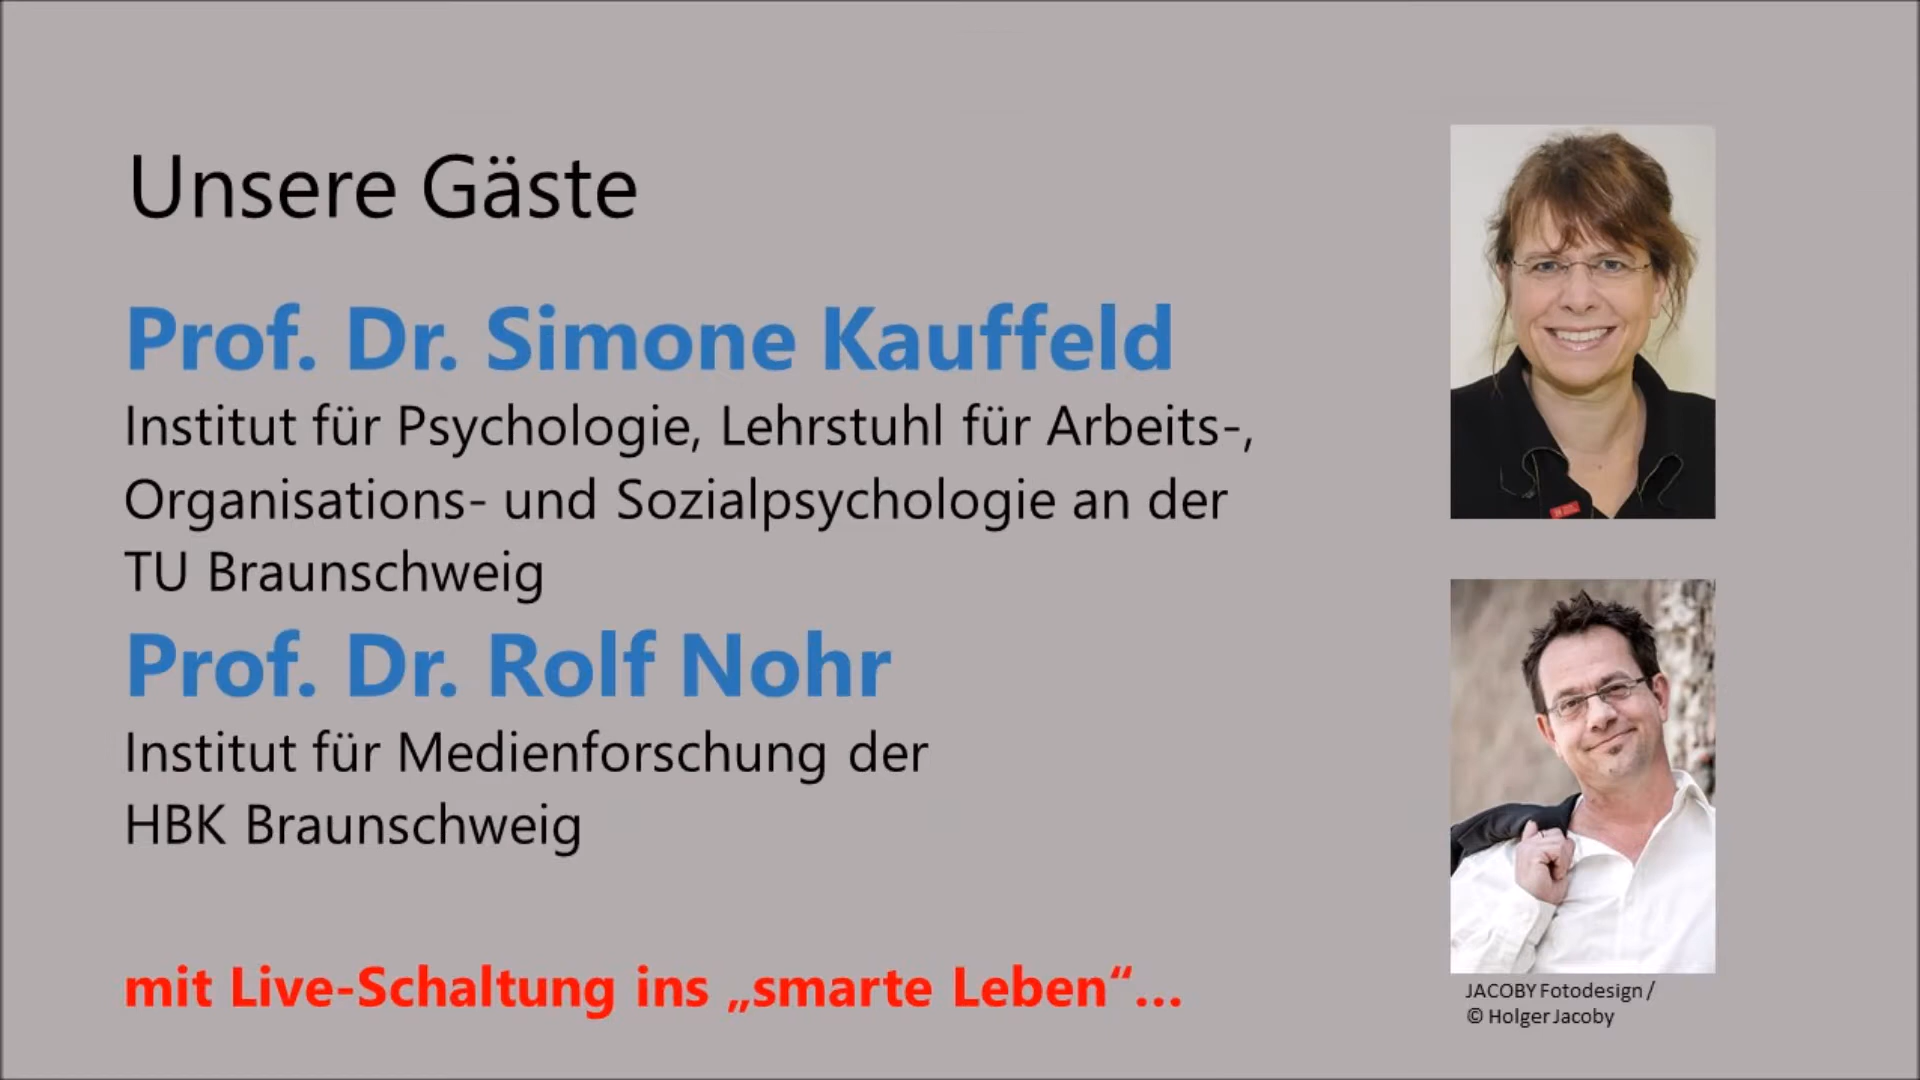 Unsere Gäste
Prof. Dr. Simone Kauffeld
Institut für Psychologie, Lehrstuhl für Arbeits-,
Organisations- und Sozialpsychologie an der
TU Braunschweig
Prof. Dr. Rolf Nohr
Institut für Medienforschung der
HBK Braunschweig
mit Live-Schaltung ins „smarte Leben“...
JACOBY Fotodesign /
© Holger Jacoby